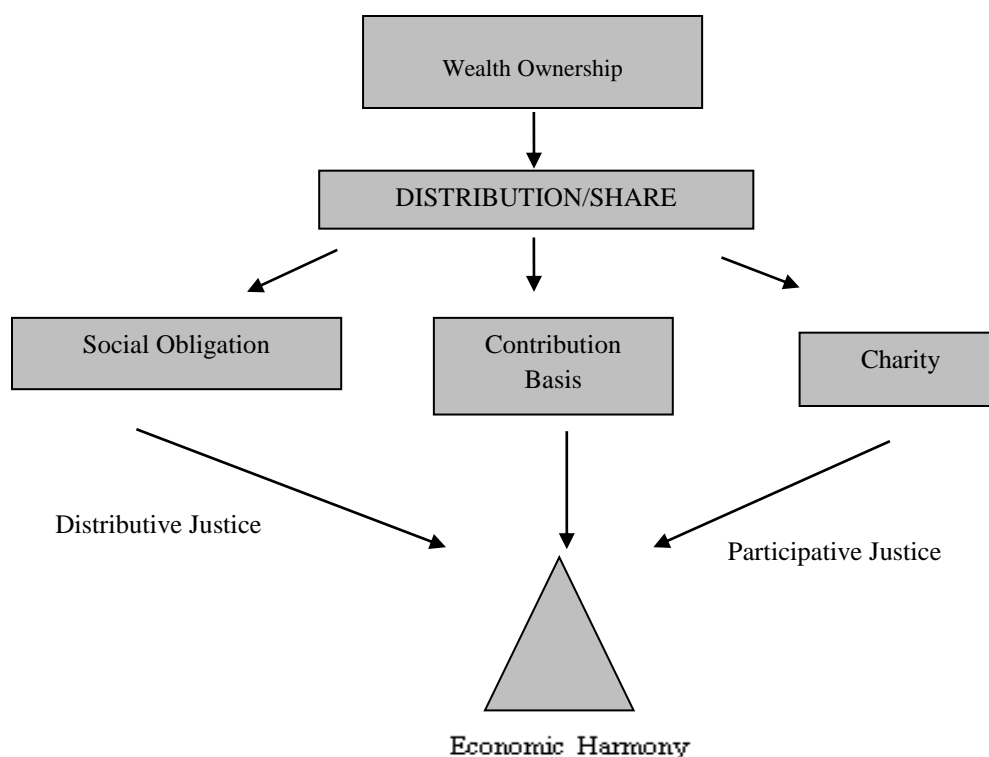 Wealth Ownership
DISTRIBUTION/SHARE
Social Obligation
Contribution
Basis
Charity
Distributive Justice
Participative Justice
Economic Harmony